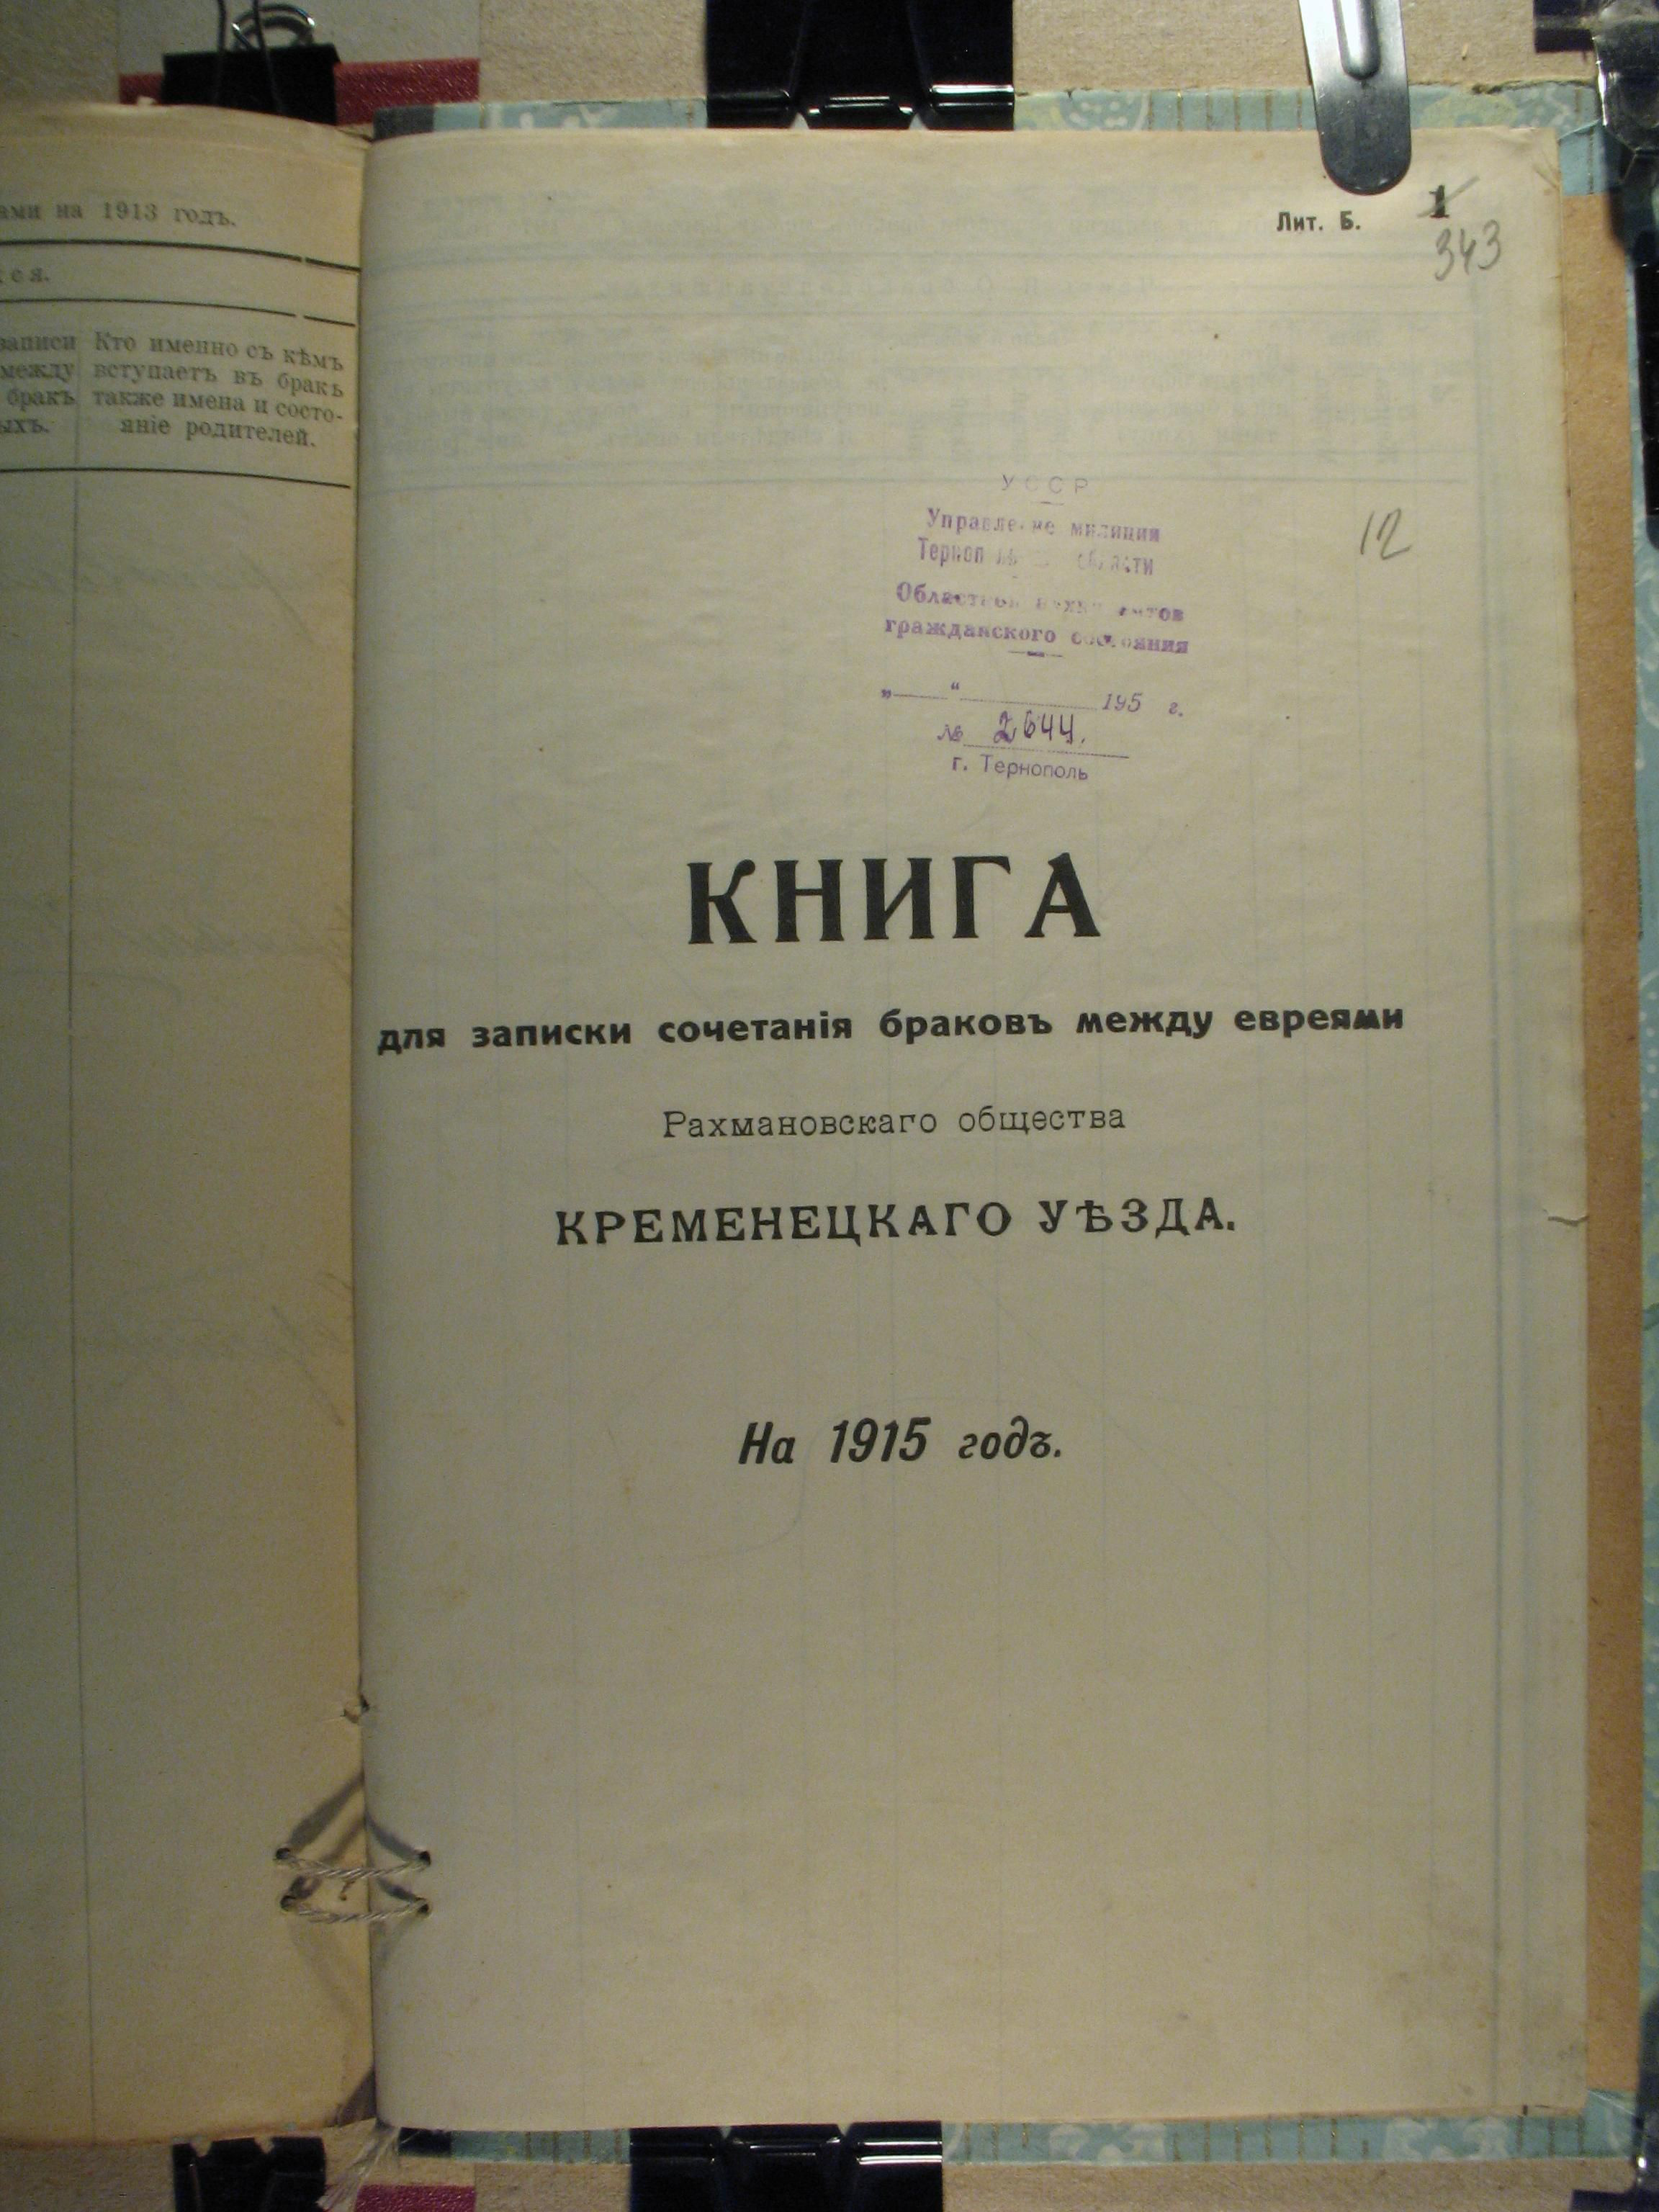 ами на 1913 годъ.
записи
между
бракъ
ыхъ.
Кто именно съ кѣмъ
вступаетъ въ бракъ
также имена и состо-
яніе родителей.
Лит. Б.
1
343
12
УССР
Управление милиции
области
гражданского состояния
„ “ 195 г.
№ 2644.
г. Тернополь
КНИГА
для записки сочетанія браковъ между евреями
Рахмановскаго общества
КРЕМЕНЕЦКАГО УѢЗДА.
На 1915 годъ.